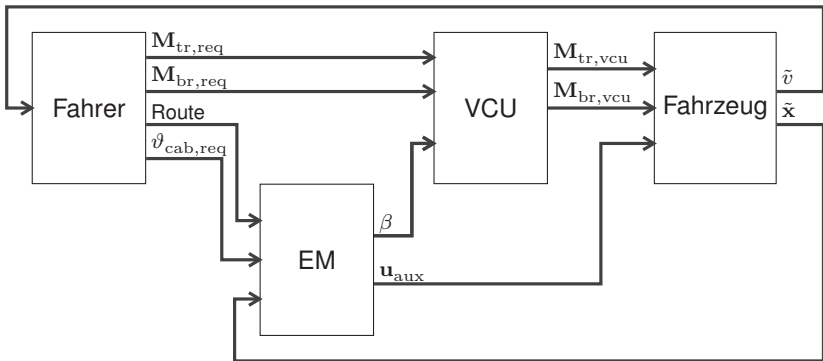 Fahrer
M_tr,req
M_br,req
Route
ϑ_cab,req
EM
β
u_aux
VCU
M_tr,vcu
M_br,vcu
Fahrzeug
ṽ
x̃